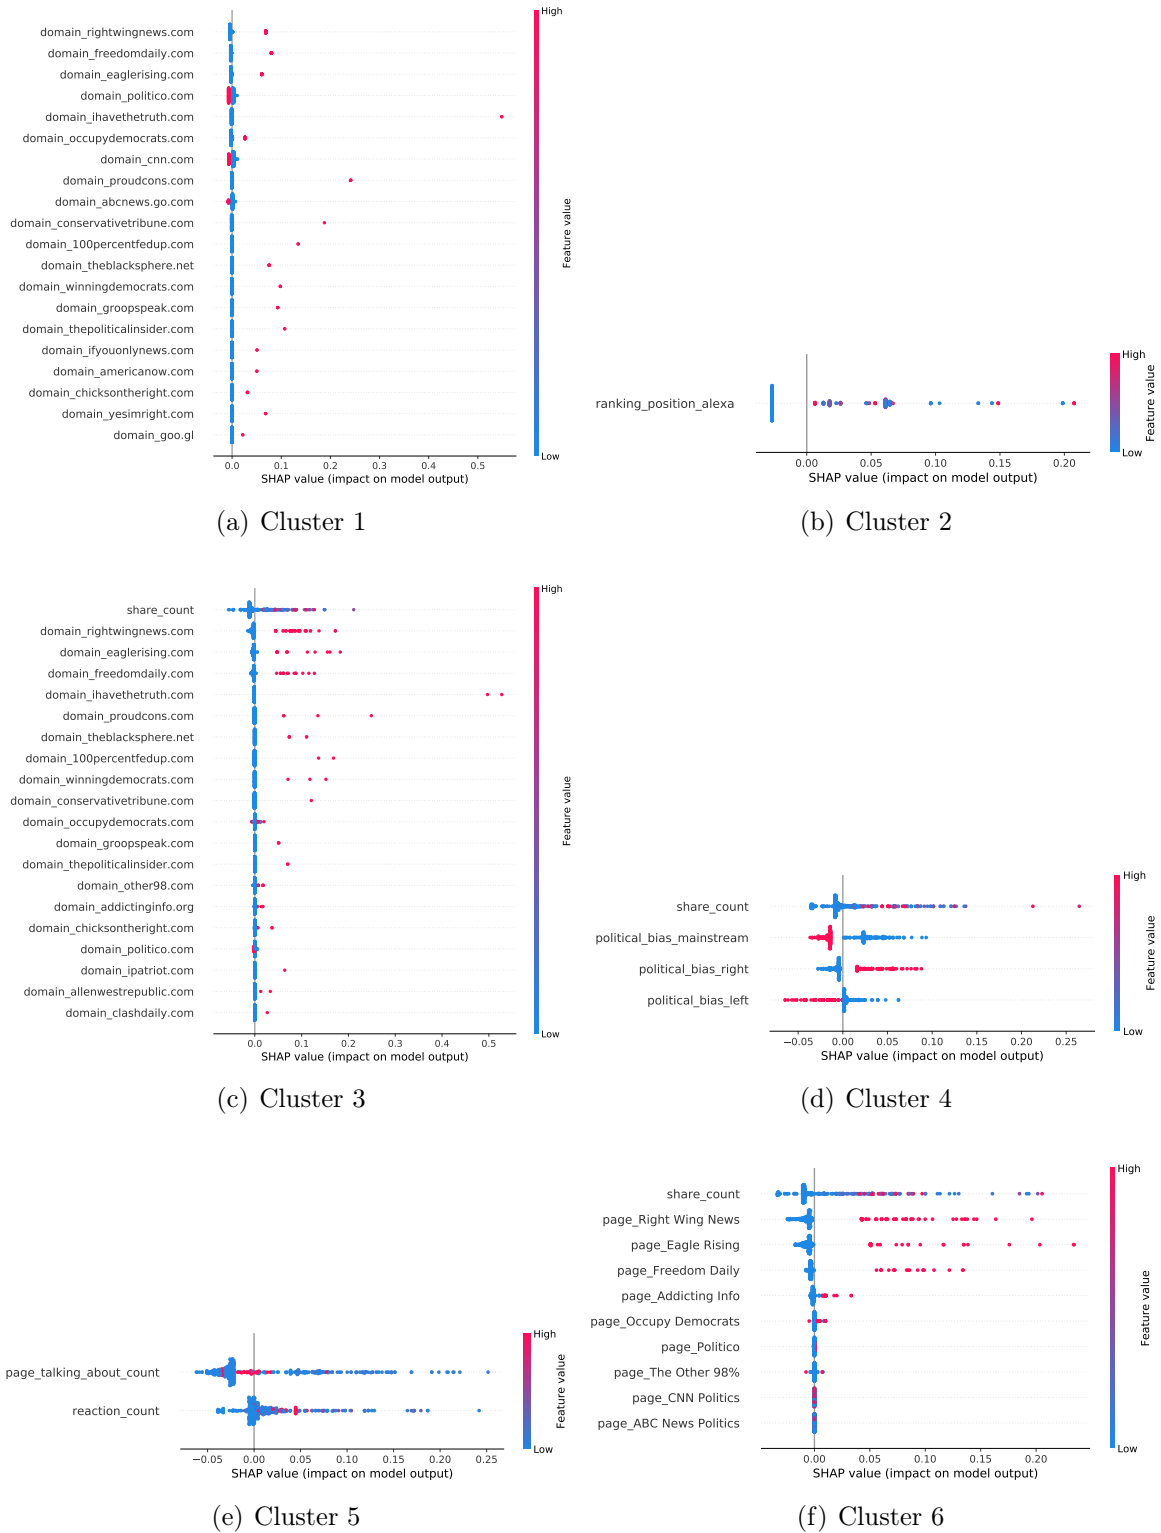 High
domain_rightwingnews.com
domain_freedomdaily.com
domain_eaglerising.com
domain_politico.com
domain_ihavethetruth.com
domain_occupydemocrats.com
domain_cnn.com
domain_proudcons.com
domain_abcnews.go.com
domain_conservativetribune.com
domain_100percentfedup.com
domain_theblacksphere.net
domain_winningdemocrats.com
domain_groopspeak.com
domain_thepoliticalinsider.com
domain_ifyouonlynews.com
domain_americanow.com
domain_chicksontheright.com
domain_yesimright.com
domain_goo.gl
Feature value
Low
0.0 0.1 0.2 0.3 0.4 0.5
SHAP value (impact on model output)
(a) Cluster 1
High
ranking_position_alexa
Feature value
Low
0.00 0.05 0.10 0.15 0.20
SHAP value (impact on model output)
(b) Cluster 2
High
share_count
domain_rightwingnews.com
domain_eaglerising.com
domain_freedomdaily.com
domain_ihavethetruth.com
domain_proudcons.com
domain_theblacksphere.net
domain_100percentfedup.com
domain_winningdemocrats.com
domain_conservativetribune.com
domain_occupydemocrats.com
domain_groopspeak.com
domain_thepoliticalinsider.com
domain_other98.com
domain_addictinginfo.org
domain_chicksontheright.com
domain_politico.com
domain_ipatriot.com
domain_allenwestrepublic.com
domain_clashdaily.com
Feature value
Low
0.0 0.1 0.2 0.3 0.4 0.5
SHAP value (impact on model output)
(c) Cluster 3
High
share_count
political_bias_mainstream
political_bias_right
political_bias_left
Feature value
Low
−0.05 0.00 0.05 0.10 0.15 0.20 0.25
SHAP value (impact on model output)
(d) Cluster 4
High
page_talking_about_count
reaction_count
Feature value
Low
−0.05 0.00 0.05 0.10 0.15 0.20 0.25
SHAP value (impact on model output)
(e) Cluster 5
High
share_count
page_Right Wing News
page_Eagle Rising
page_Freedom Daily
page_Addicting Info
page_Occupy Democrats
page_Politico
page_The Other 98%
page_CNN Politics
page_ABC News Politics
Feature value
Low
0.00 0.05 0.10 0.15 0.20
SHAP value (impact on model output)
(f) Cluster 6